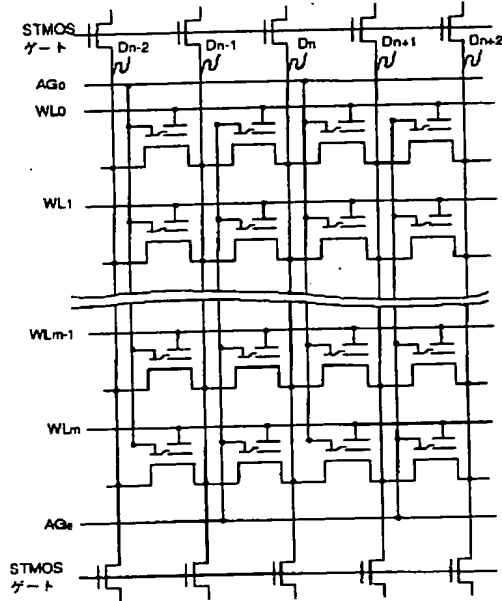 STMOS
ゲート
Dn-2
Dn-1
Dn
Dn+1
Dn+2
AGo
WL0
WL1
WLm-1
WLm
AGe
STMOS
ゲート